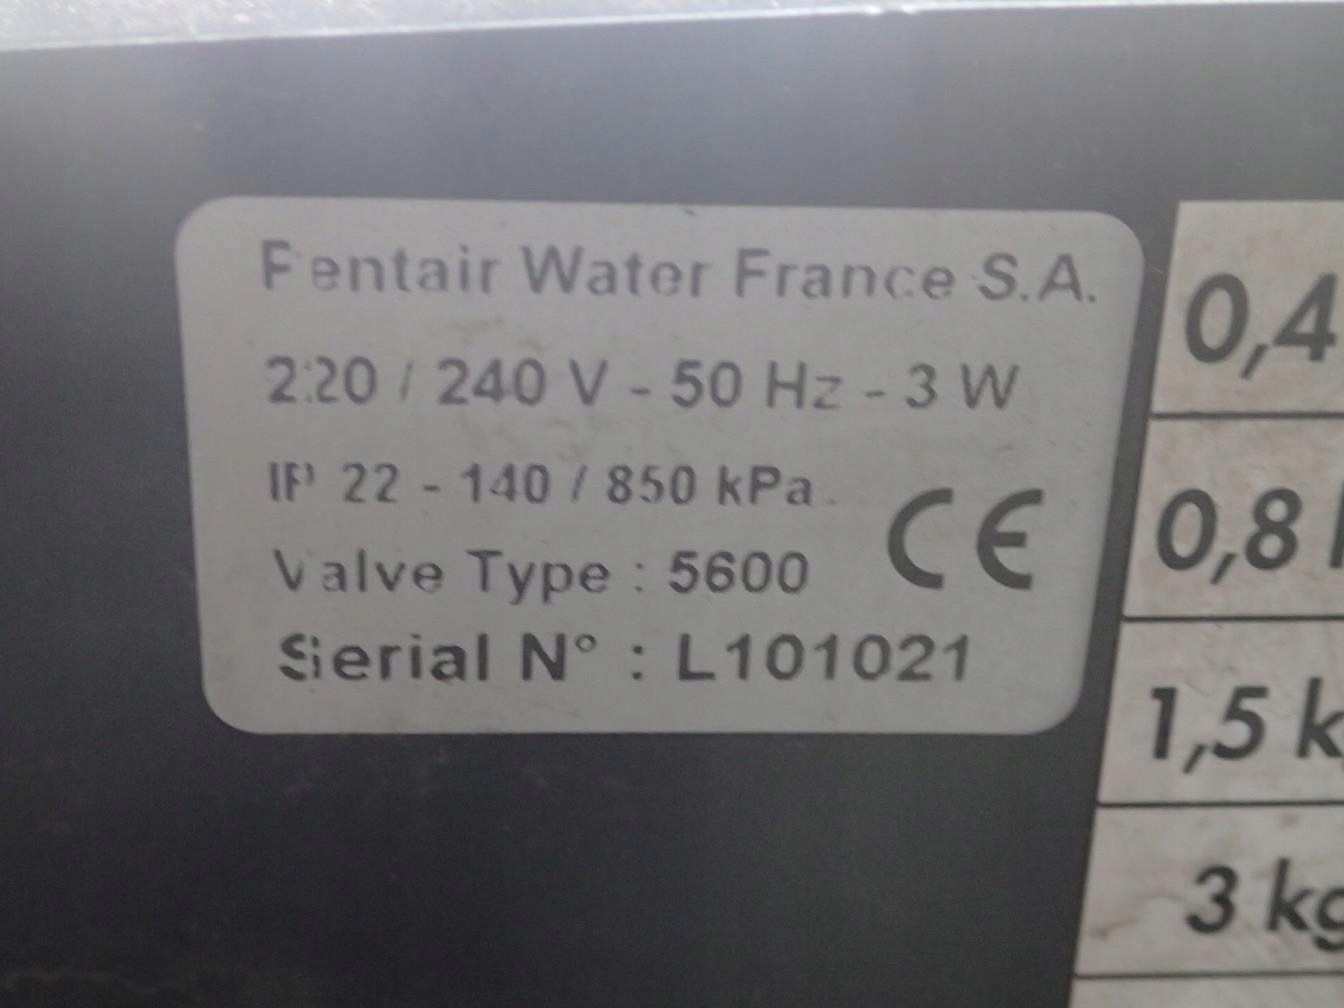 Pentair Water France S.A.
220 / 240 V - 50 Hz - 3 W
IP 22 - 140 / 850 kPa
CE
Valve Type : 5600
Serial N° : L101021
0,4
0,8
1,5 k
3 kg